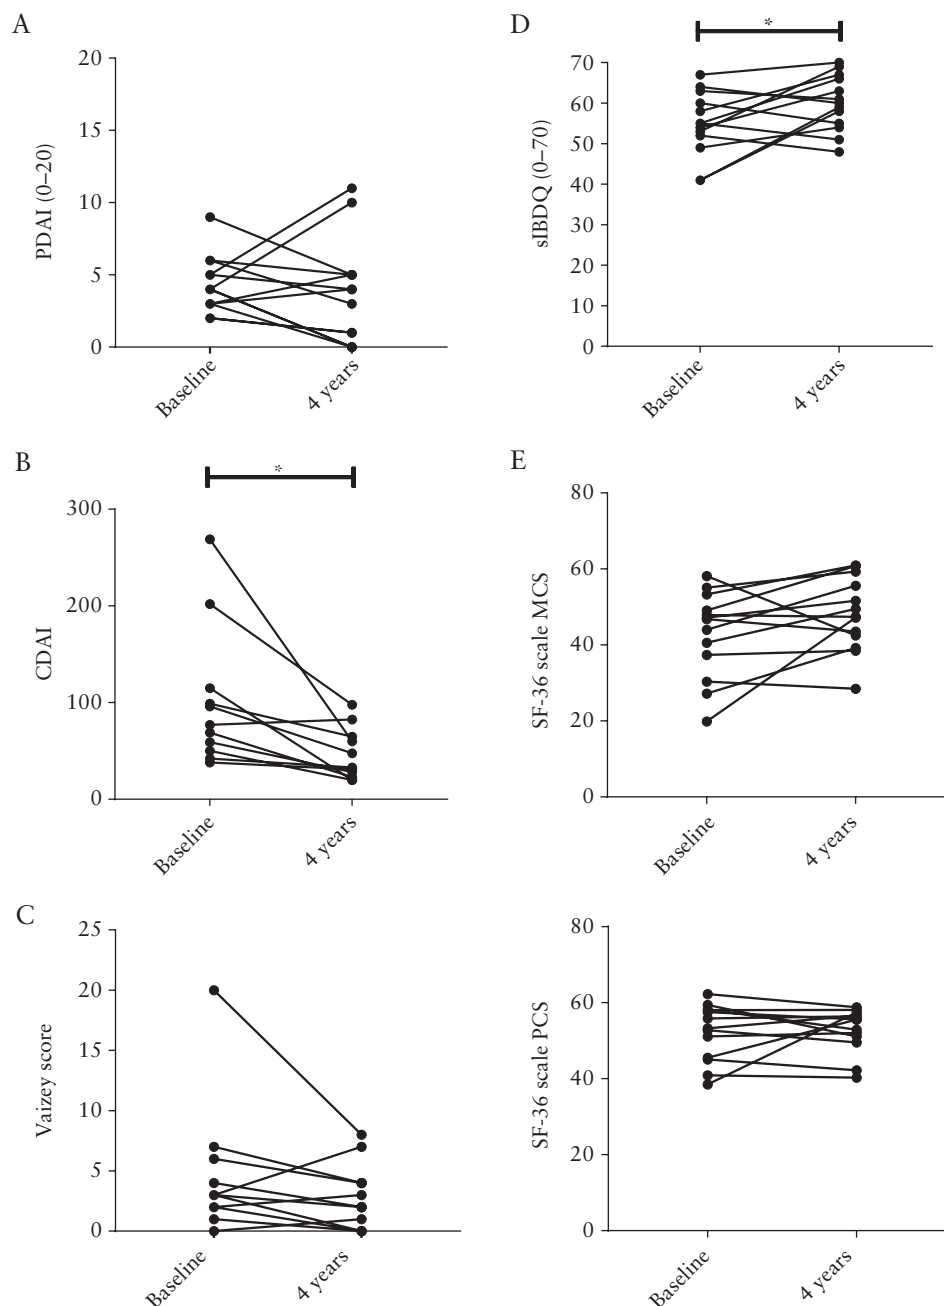 A
20
15
10
5
0
PDAI (0–20)
Baseline
4 years
B
*
300
200
100
0
CDAI
Baseline
4 years
C
25
20
15
10
5
0
Vaizey score
Baseline
4 years
D
*
70
60
50
40
30
20
10
0
sIBDQ (0–70)
Baseline
4 years
E
80
60
40
20
0
SF-36 scale MCS
Baseline
4 years
80
60
40
20
0
SF-36 scale PCS
Baseline
4 years